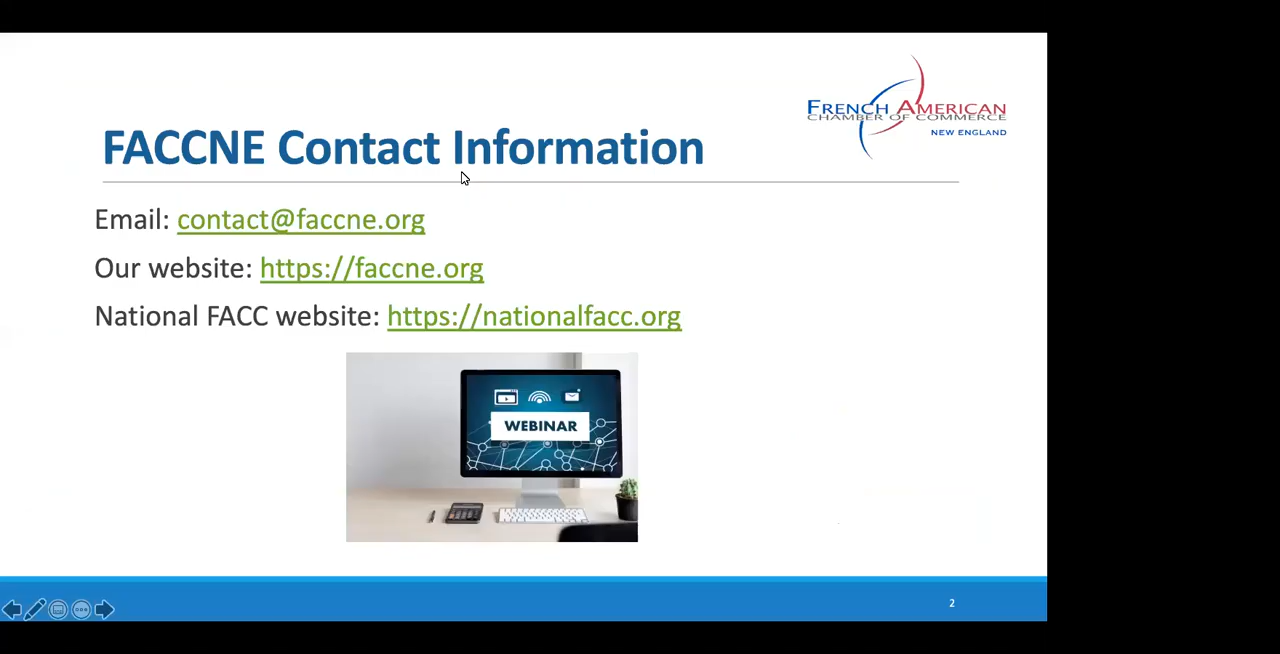 FRENCH AMERICAN
CHAMBER OF COMMERCE
NEW ENGLAND
FACCNE Contact Information
Email: contact@faccne.org
Our website: https://faccne.org
National FACC website: https://nationalfacc.org
WEBINAR
2